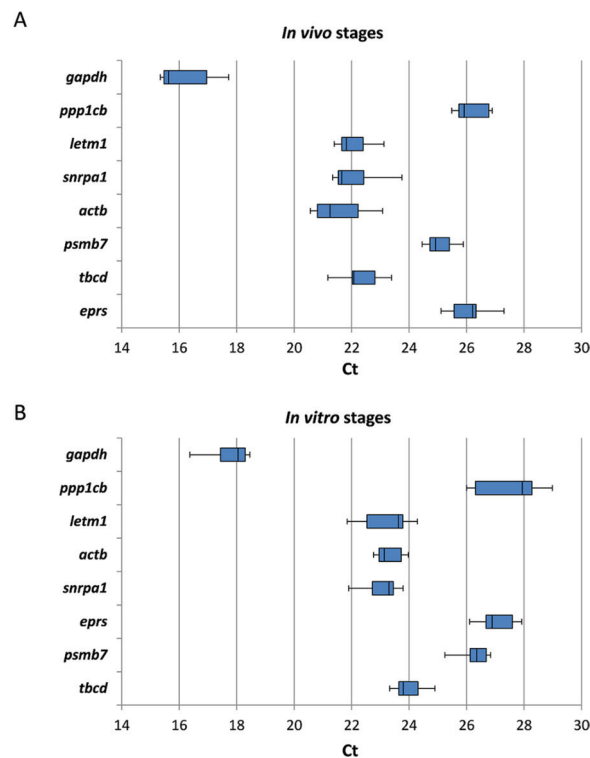 A
In vivo stages
gapdh
ppp1cb
letm1
snrpa1
actb
psmb7
tbcd
eprs
14 16 18 20 22 24 26 28 30
Ct
B
In vitro stages
gapdh
ppp1cb
letm1
actb
snrpa1
eprs
psmb7
tbcd
14 16 18 20 22 24 26 28 30
Ct